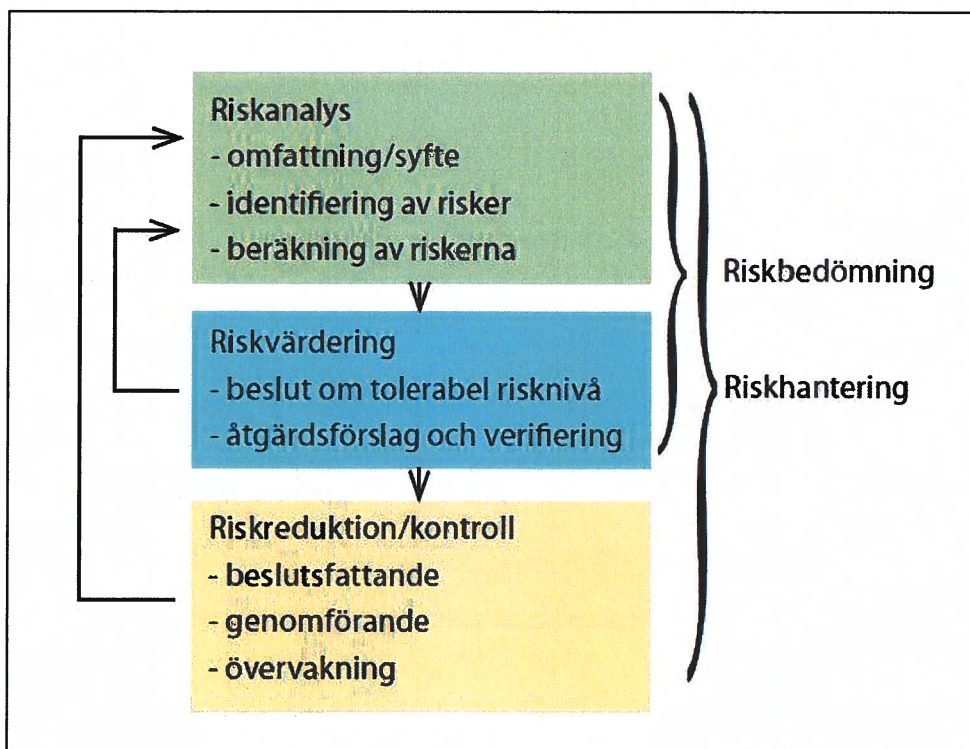 Riskanalys
- omfattning/syfte
- identifiering av risker
- beräkning av riskerna
Riskvärdering
- beslut om tolerabel risknivå
- åtgärdsförslag och verifiering
Riskreduktion/kontroll
- beslutsfattande
- genomförande
- övervakning
Riskbedömning
Riskhantering